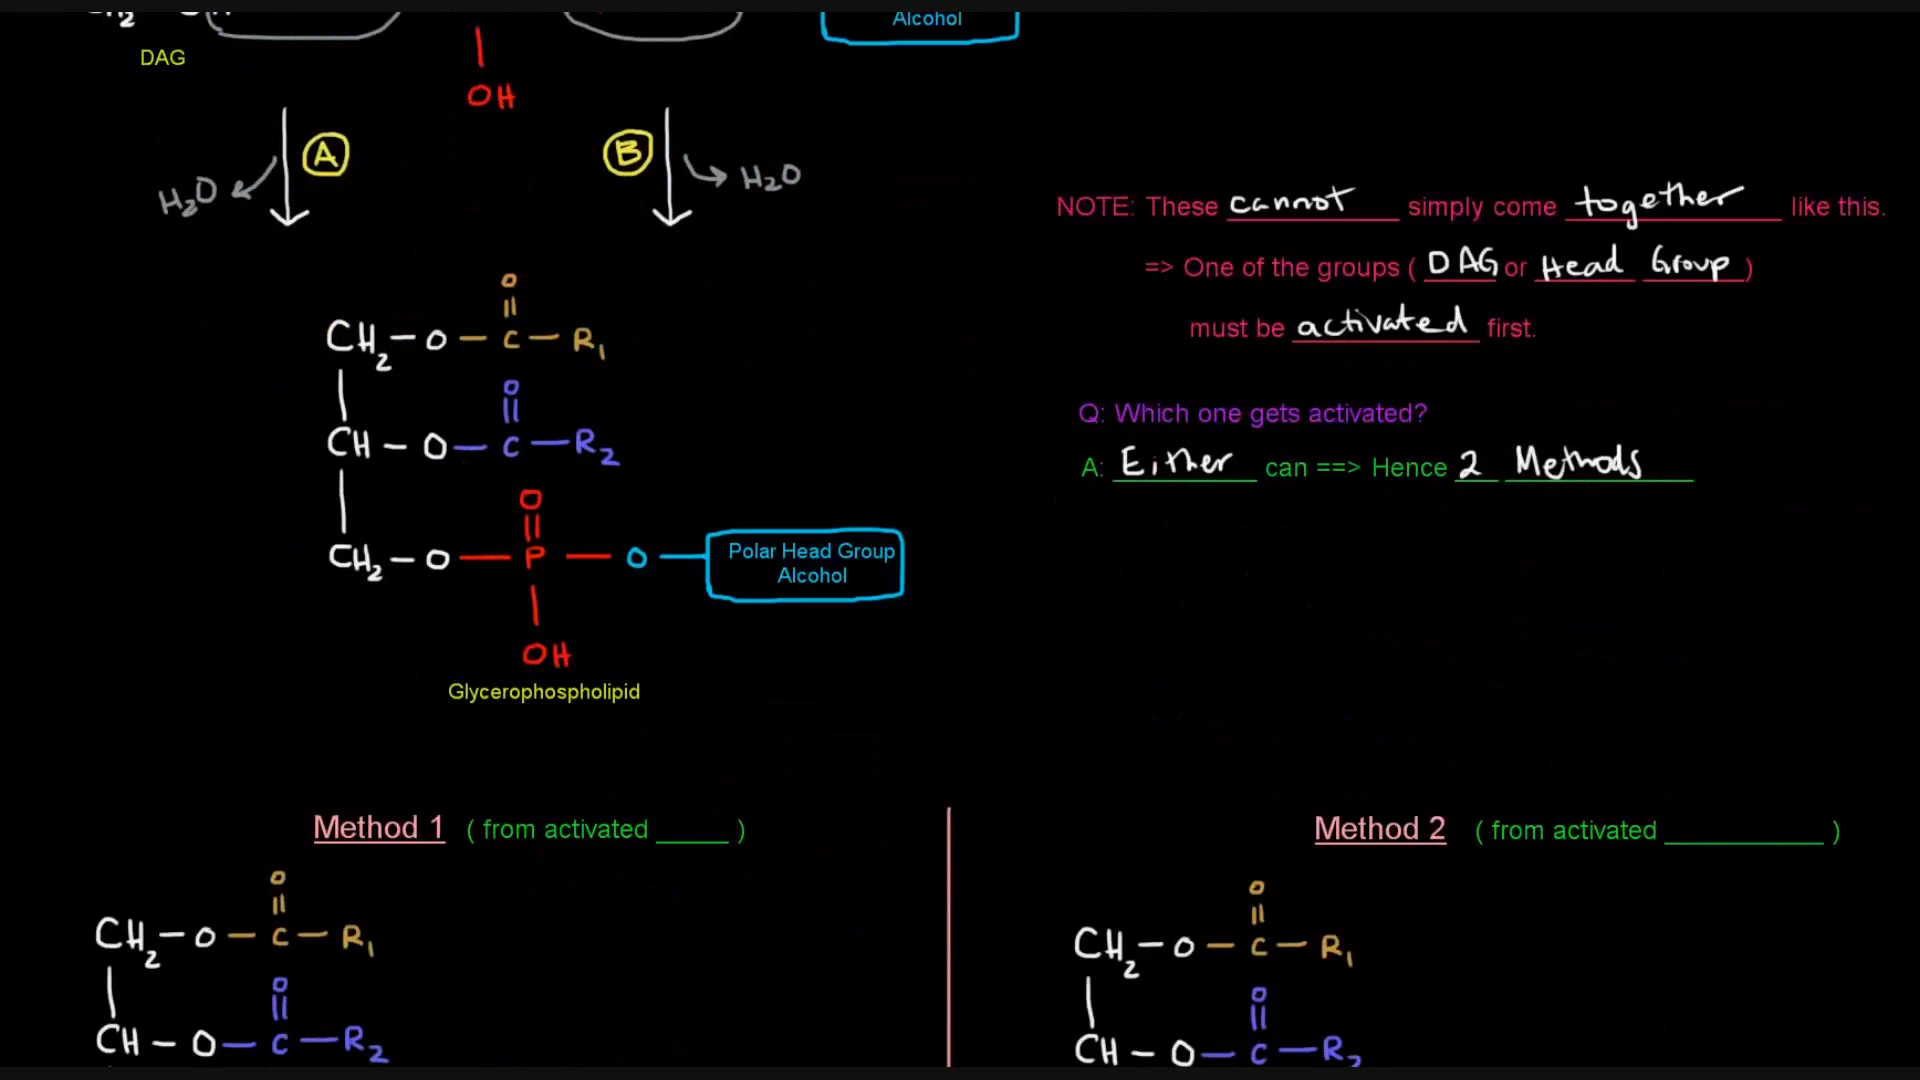 Alcohol
DAG
OH
A
B
H2O
H2O
NOTE: These cannot simply come together like this.
=> One of the groups ( DAG or Head Group )
must be activated first.
Q: Which one gets activated?
A: Either can ==> Hence 2 Methods
O
CH2 - O - C - R1
O
CH - O - C - R2
O
CH2 - O - P - O - Polar Head Group
Alcohol
OH
Glycerophospholipid
Method 1 ( from activated _____ )
Method 2 ( from activated ___________ )
O
CH2 - O - C - R1
O
CH - O - C - R2
O
CH2 - O - C - R1
O
CH - O - C - R2